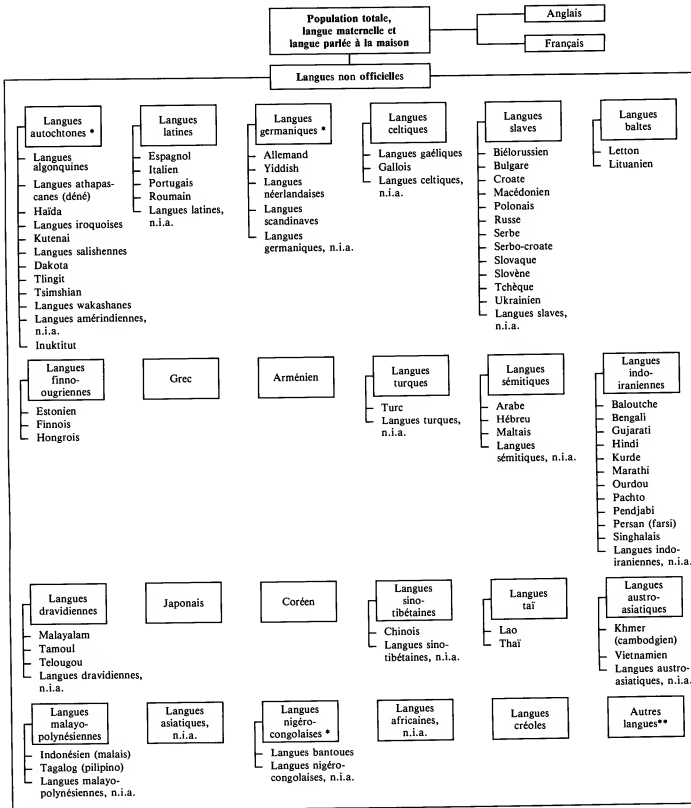 Population totale,
langue maternelle et
langue parlée à la maison
Anglais
Français
Langues non officielles
Langues
autochtones *
Langues
algonquines
Langues athapas-
canes (déné)
Haïda
Langues iroquoises
Kutenai
Langues salishennes
Dakota
Tlingit
Tsimshian
Langues wakashanes
Langues amérindiennes,
n.i.a.
Inuktitut
Langues
latines
Espagnol
Italien
Portugais
Roumain
Langues latines,
n.i.a.
Langues
germaniques *
Allemand
Yiddish
Langues
néerlandaises
Langues
scandinaves
Langues
germaniques, n.i.a.
Langues
celtiques
Langues gaéliques
Gallois
Langues celtiques,
n.i.a.
Langues
slaves
Biélorussien
Bulgare
Croate
Macédonien
Polonais
Russe
Serbe
Serbo-croate
Slovaque
Slovène
Tchèque
Ukrainien
Langues slaves,
n.i.a.
Langues
baltes
Letton
Lituanien
Langues
finno-
ougriennes
Estonien
Finnois
Hongrois
Grec
Arménien
Langues
turques
Turc
Langues turques,
n.i.a.
Langues
sémitiques
Arabe
Hébreu
Maltais
Langues
sémitiques, n.i.a.
Langues
indo-
iraniennes
Baloutche
Bengali
Gujarati
Hindi
Kurde
Marathi
Ourdou
Pachto
Pendjabi
Persan (farsi)
Singhalais
Langues indo-
iraniennes, n.i.a.
Langues
dravidiennes
Malayalam
Tamoul
Telougou
Langues dravidiennes,
n.i.a.
Japonais
Coréen
Langues
sino-
tibétaines
Chinois
Langues sino-
tibétaines, n.i.a.
Langues
taï
Lao
Thaï
Langues
austro-
asiatiques
Khmer
(cambodgien)
Vietnamien
Langues austro-
asiatiques, n.i.a.
Langues
malayo-
polynésiennes
Indonésien (malais)
Tagalog (pilipino)
Langues malayo-
polynésiennes, n.i.a.
Langues
asiatiques,
n.i.a.
Langues
nigéro-
congolaises *
Langues bantoues
Langues nigéro-
congolaises, n.i.a.
Langues
africaines,
n.i.a.
Langues
créoles
Autres
langues**